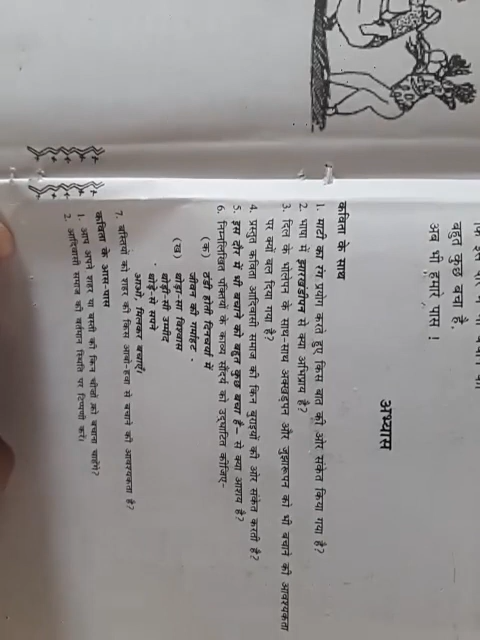 बहुत कुछ बचा है
अब भी हमारे पास !
अभ्यास
कविता के साथ
1. माटी का रंग प्रयोग करते हुए किस बात की ओर संकेत किया गया है?
2. भाषा में झारखंडीपन से क्या अभिप्राय है?
3. दिल के भोलेपन के साथ-साथ अक्खड़पन और जुझारूपन को भी बचाने की आवश्यकता
पर क्यों बल दिया गया है?
4. प्रस्तुत कविता आदिवासी समाज की किन बुराइयों की ओर संकेत करती है?
5. इस दौर में भी बचाने को बहुत कुछ बचा है– से क्या आशय है?
6. निम्नलिखित पंक्तियों के काव्य सौंदर्य को उद्घाटित कीजिए-
(क) ठंडी होती दिनचर्या में
जीवन की गर्माहट
(ख) थोड़ा-सा विश्वास
थोड़ी-सी उम्मीद
थोड़े-से सपने
आओ, मिलकर बचाएँ।
7. बस्तियों को शहर की किस आबो-हवा से बचाने की आवश्यकता है?
कविता के आस-पास
1. आप अपने शहर या बस्ती की किन चीज़ों को बचाना चाहेंगे?
2. आदिवासी समाज की वर्तमान स्थिति पर टिप्पणी करें।